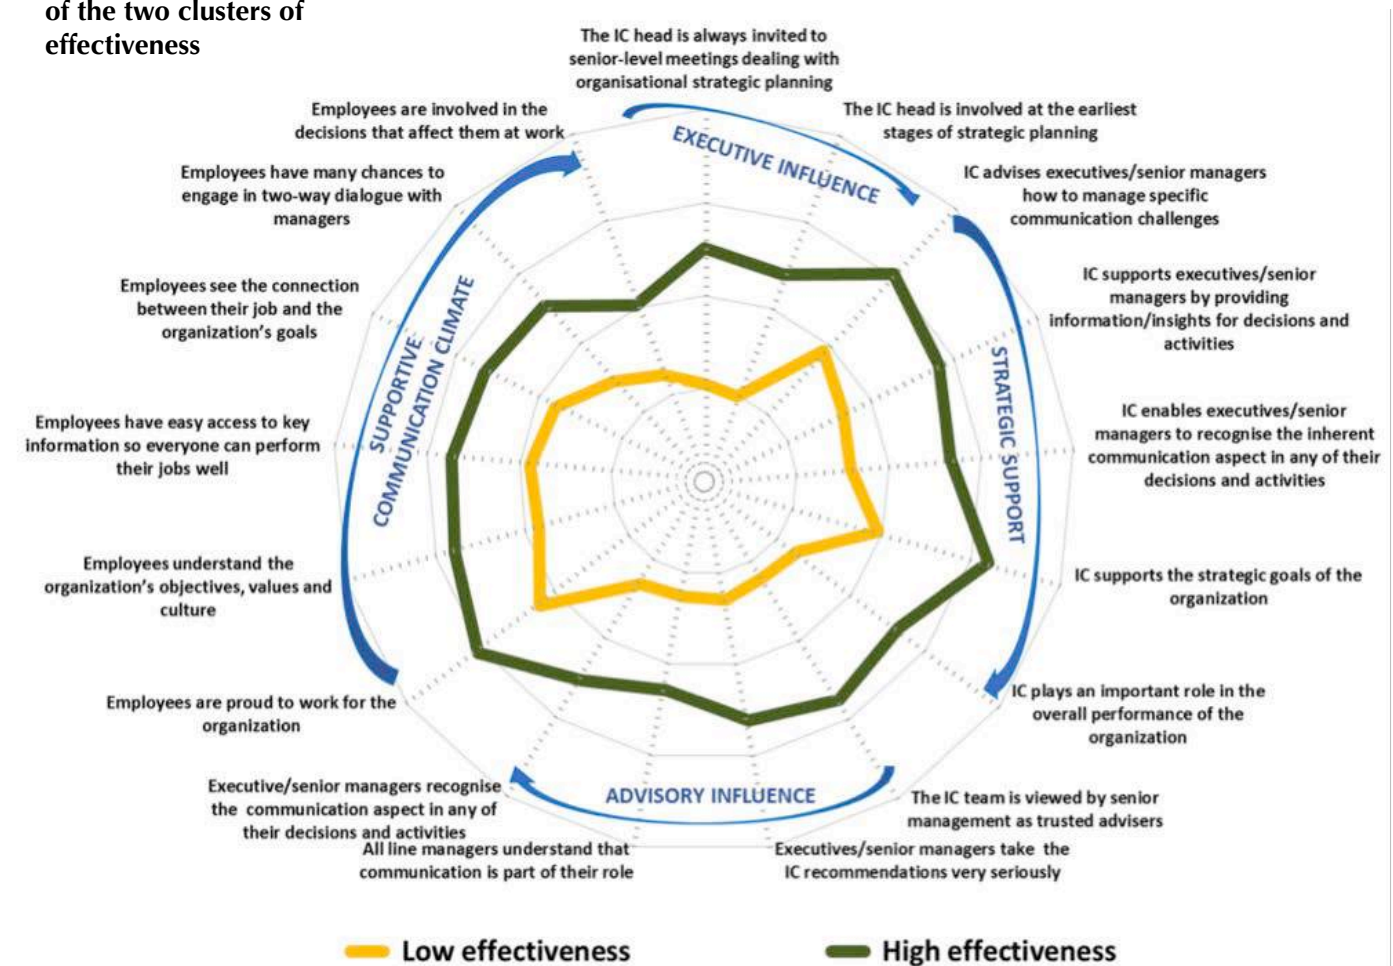 of the two clusters of
effectiveness
The IC head is always invited to
senior-level meetings dealing with
organisational strategic planning
The IC head is involved at the earliest
stages of strategic planning
IC advises executives/senior managers
how to manage specific
communication challenges
IC supports executives/senior
managers by providing
information/insights for decisions and
activities
IC enables executives/senior
managers to recognise the inherent
communication aspect in any of their
decisions and activities
IC supports the strategic goals of the
organization
IC plays an important role in the
overall performance of the
organization
The IC team is viewed by senior
management as trusted advisers
Executives/senior managers take the
IC recommendations very seriously
All line managers understand that
communication is part of their role
Executive/senior managers recognise
the communication aspect in any of
their decisions and activities
Employees are proud to work for the
organization
Employees understand the
organization's objectives, values and
culture
Employees have easy access to key
information so everyone can perform
their jobs well
Employees see the connection
between their job and the
organization's goals
Employees have many chances to
engage in two-way dialogue with
managers
Employees are involved in the
decisions that affect them at work
EXECUTIVE INFLUENCE
STRATEGIC SUPPORT
ADVISORY INFLUENCE
SUPPORTIVE
COMMUNICATION CLIMATE
Low effectiveness
High effectiveness